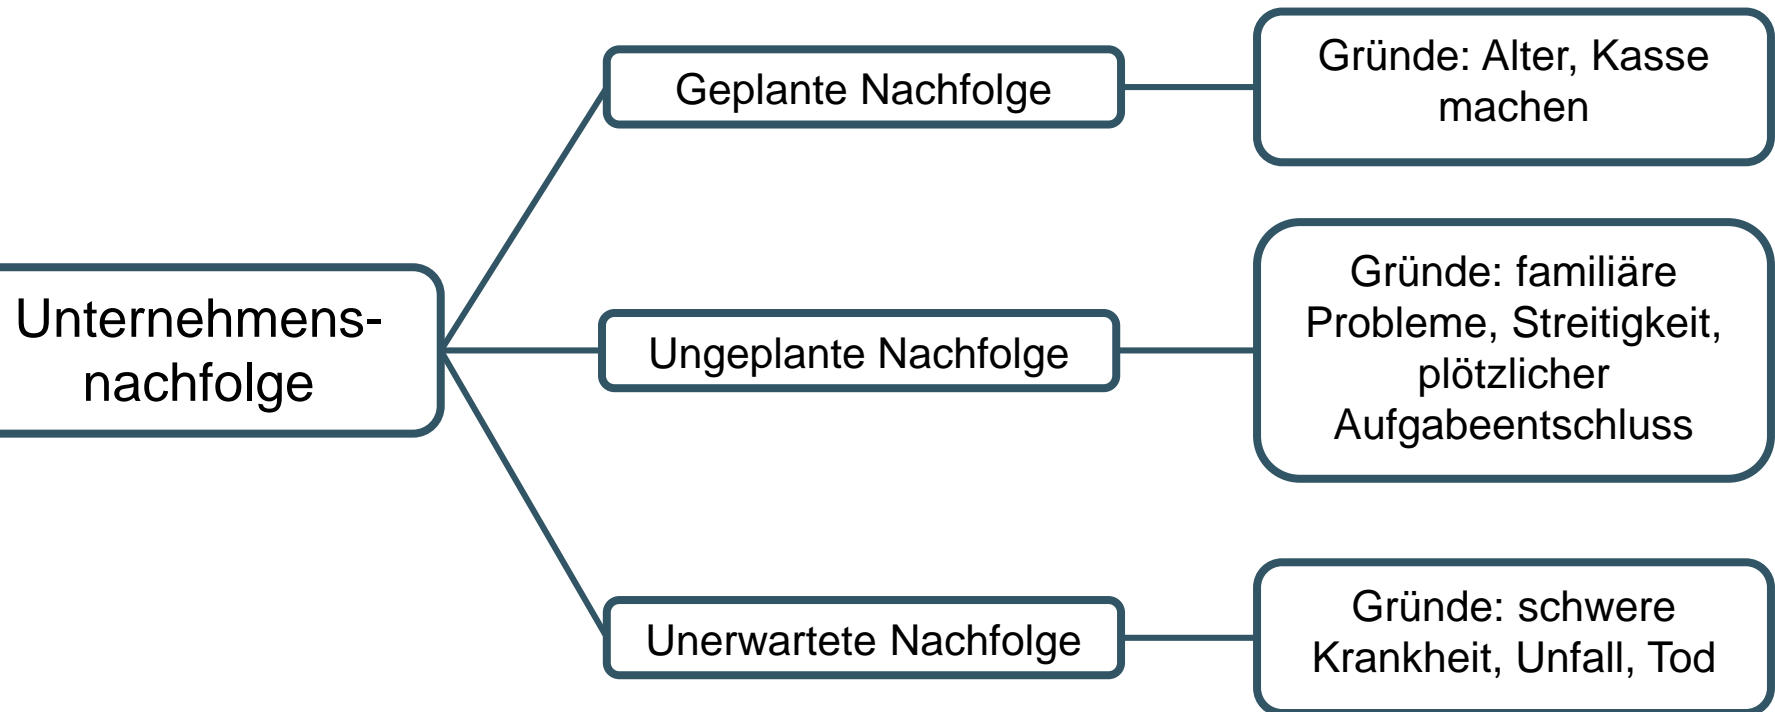 Unternehmens-
nachfolge
Geplante Nachfolge
Gründe: Alter, Kasse
machen
Ungeplante Nachfolge
Gründe: familiäre
Probleme, Streitigkeit,
plötzlicher
Aufgabeentschluss
Unerwartete Nachfolge
Gründe: schwere
Krankheit, Unfall, Tod